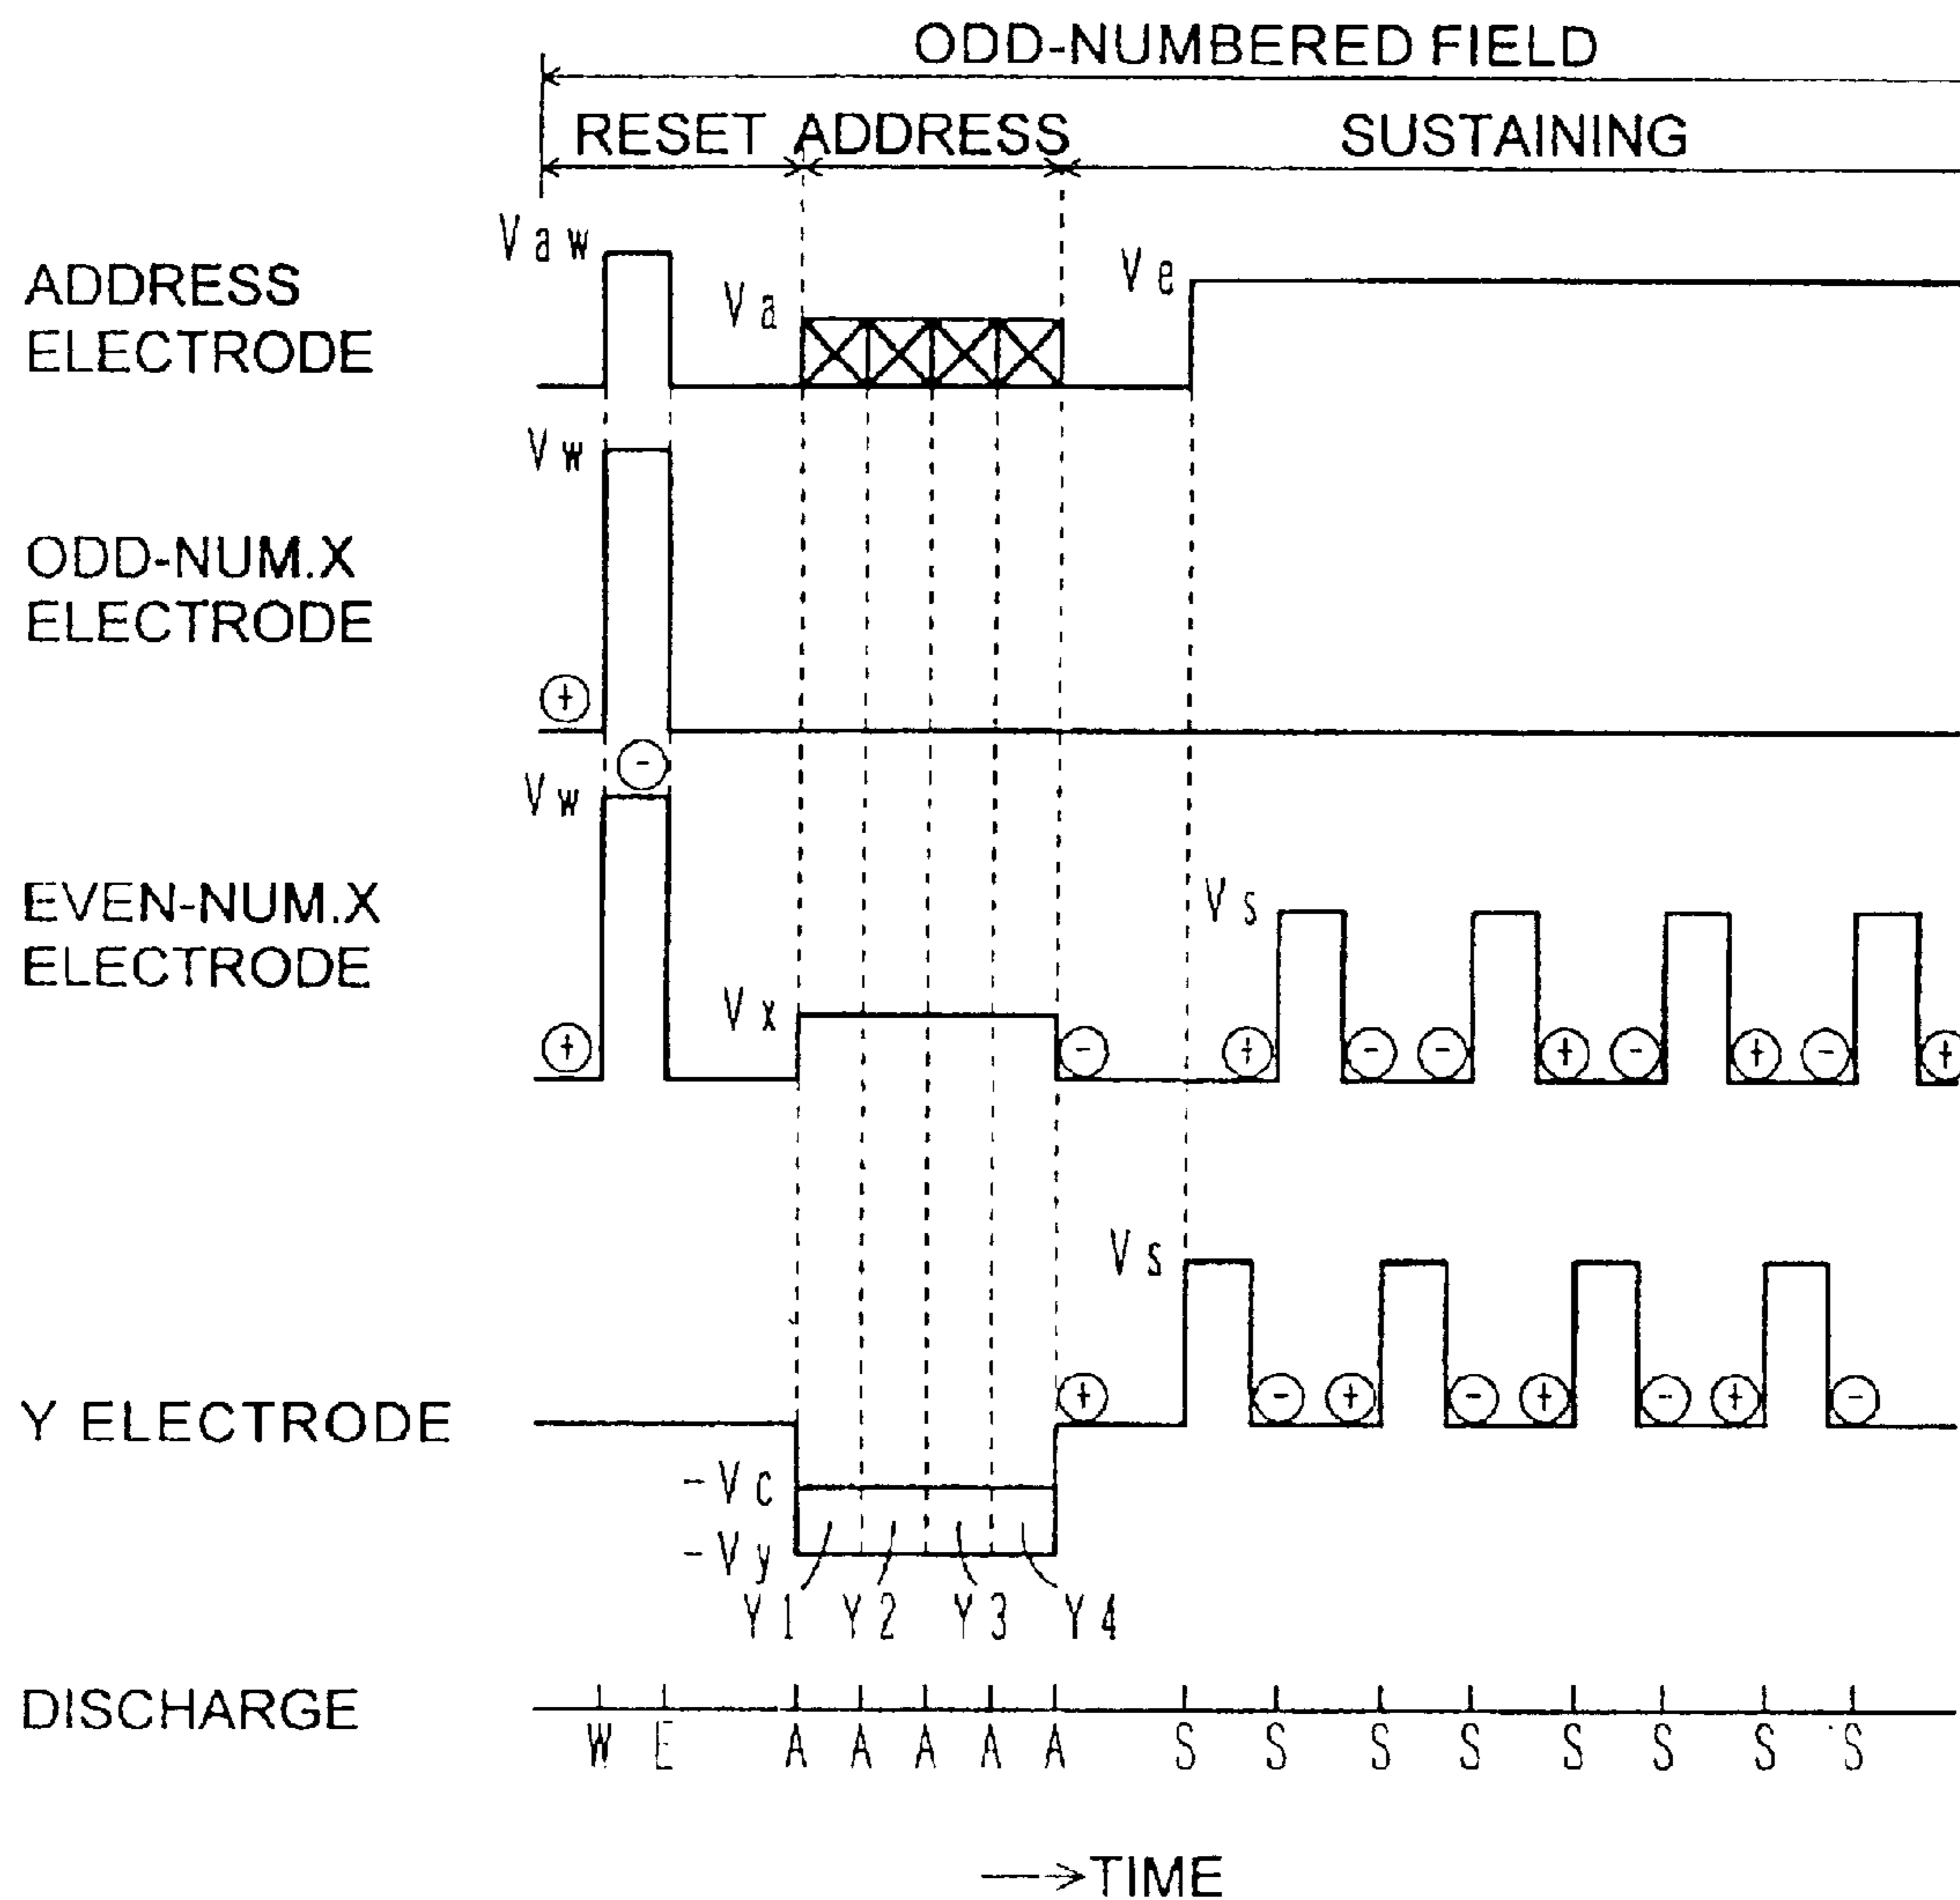 ODD-NUMBERED FIELD
RESET ADDRESS SUSTAINING
Vaw
ADDRESS
ELECTRODE
Va
Ve
Vw
ODD-NUM.X
ELECTRODE
+
-
Vw
EVEN-NUM.X
ELECTRODE
Vs
Vx
+ - + - - + - + - +
Vs
Y ELECTRODE
+ - + - + - + -
-Vc
-Vy
Y1 Y2 Y3 Y4
DISCHARGE
W E A A A A A S S S S S S S S
→TIME